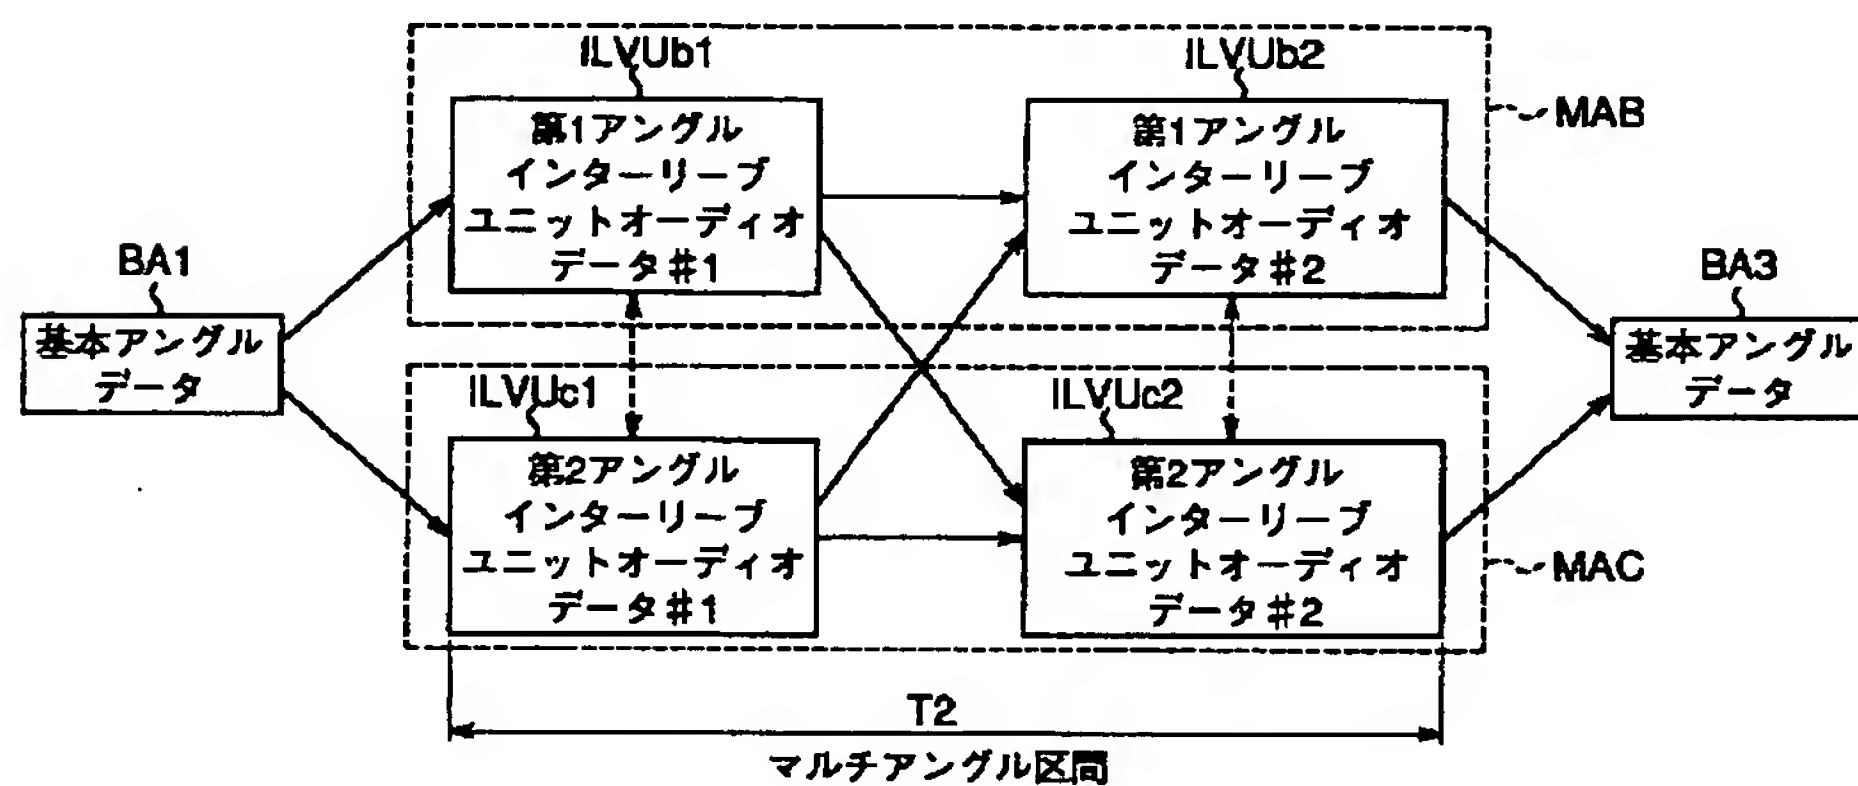 ILVUb1
ILVUb2
第1アングル
インターリーブ
ユニットオーディオ
データ#1
第1アングル
インターリーブ
ユニットオーディオ
データ#2
MAB
BA1
基本アングル
データ
BA3
基本アングル
データ
ILVUc1
ILVUc2
第2アングル
インターリーブ
ユニットオーディオ
データ#1
第2アングル
インターリーブ
ユニットオーディオ
データ#2
MAC
T2
マルチアングル区間